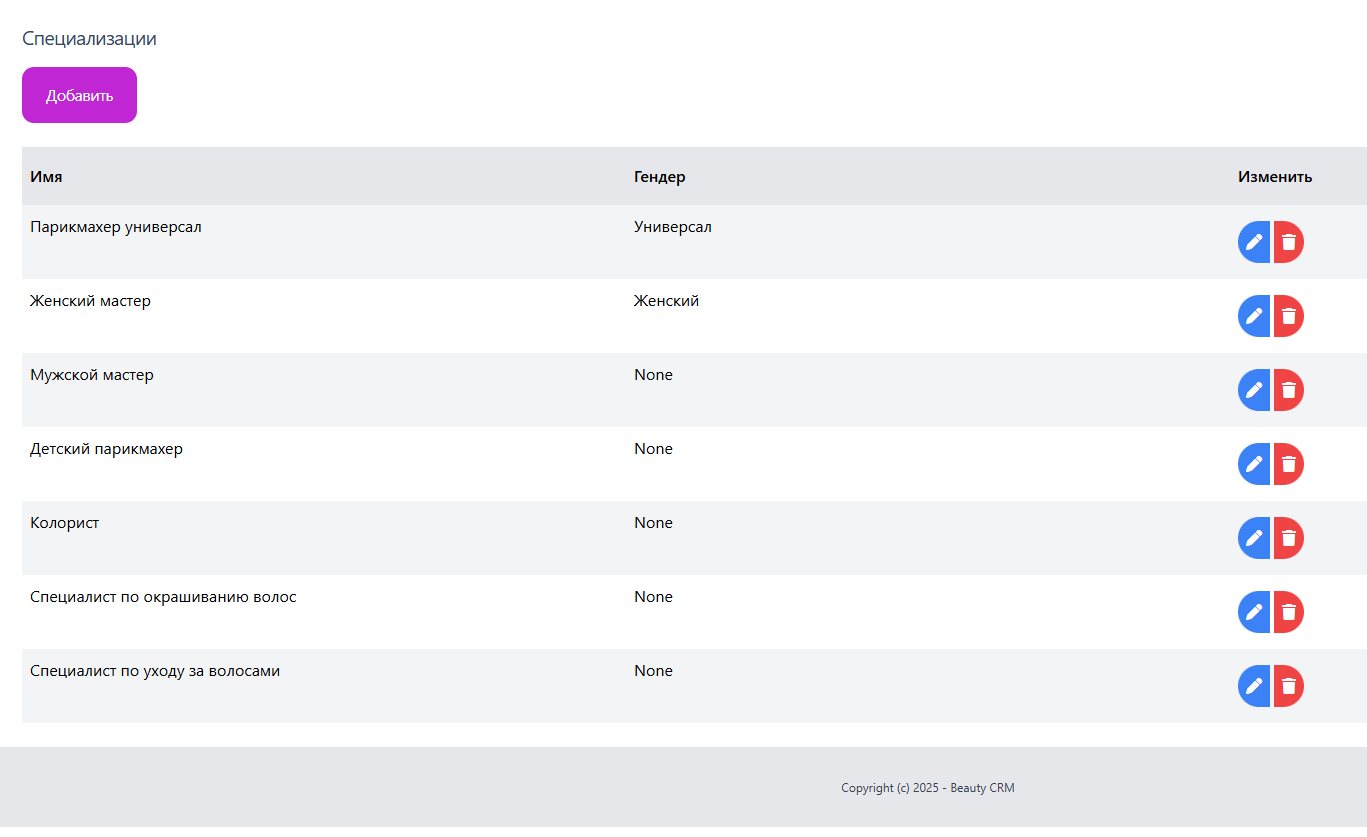 Специализации
Добавить
Имя Гендер Изменить
Парикмахер универсал Универсал
Женский мастер Женский
Мужской мастер None
Детский парикмахер None
Колорист None
Специалист по окрашиванию волос None
Специалист по уходу за волосами None
Copyright (c) 2025 - Beauty CRM